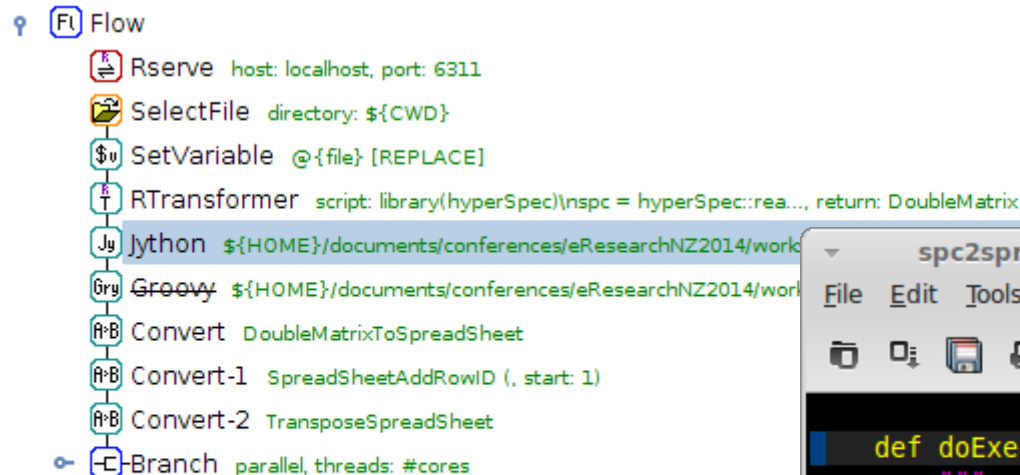 Flow
Rserve host: localhost, port: 6311
SelectFile directory: ${CWD}
SetVariable @{file} [REPLACE]
RTransformer script: library(hyperSpec)\nspc = hyperSpec::rea..., return: DoubleMatrix
Jython ${HOME}/documents/conferences/eResearchNZ2014/work
Groovy ${HOME}/documents/conferences/eResearchNZ2014/work
Convert DoubleMatrixToSpreadSheet
Convert-1 SpreadSheetAddRowID (, start: 1)
Convert-2 TransposeSpreadSheet
Branch parallel, threads: #cores
spc2spr
File Edit Tools
def doExe
"""